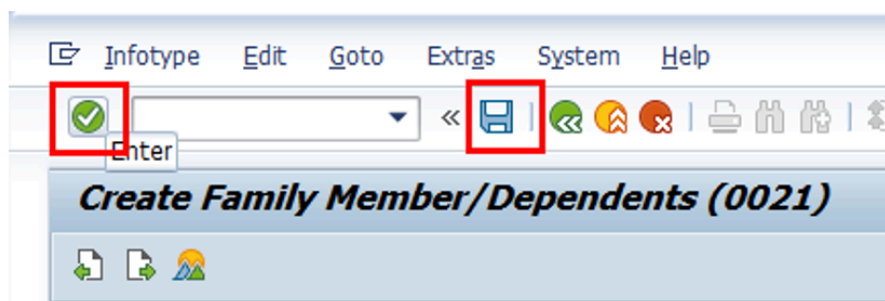 Infotype Edit Goto Extras System Help
«
Enter
Create Family Member/Dependents (0021)